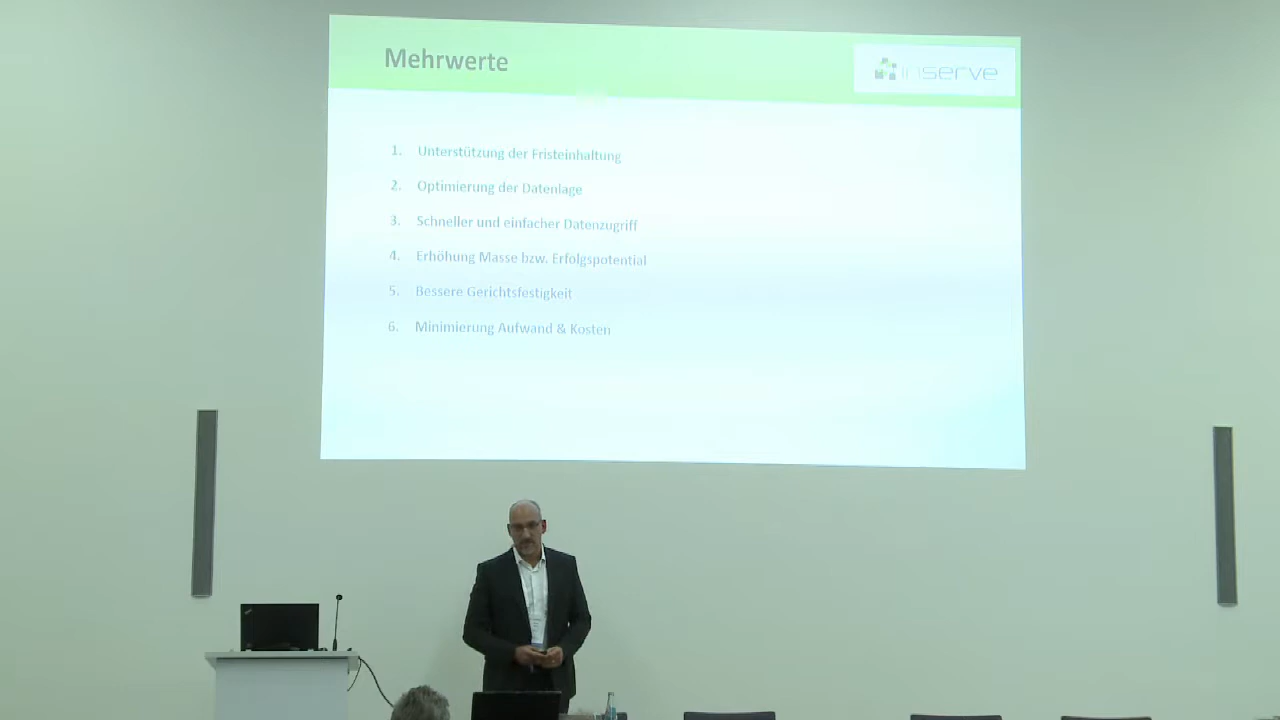 Mehrwerte
inserve
1. Unterstützung der Fristeinhaltung
2. Optimierung der Datenlage
3. Schneller und einfacher Datenzugriff
4. Erhöhung Masse bzw. Erfolgspotential
5. Bessere Gerichtsfestigkeit
6. Minimierung Aufwand & Kosten